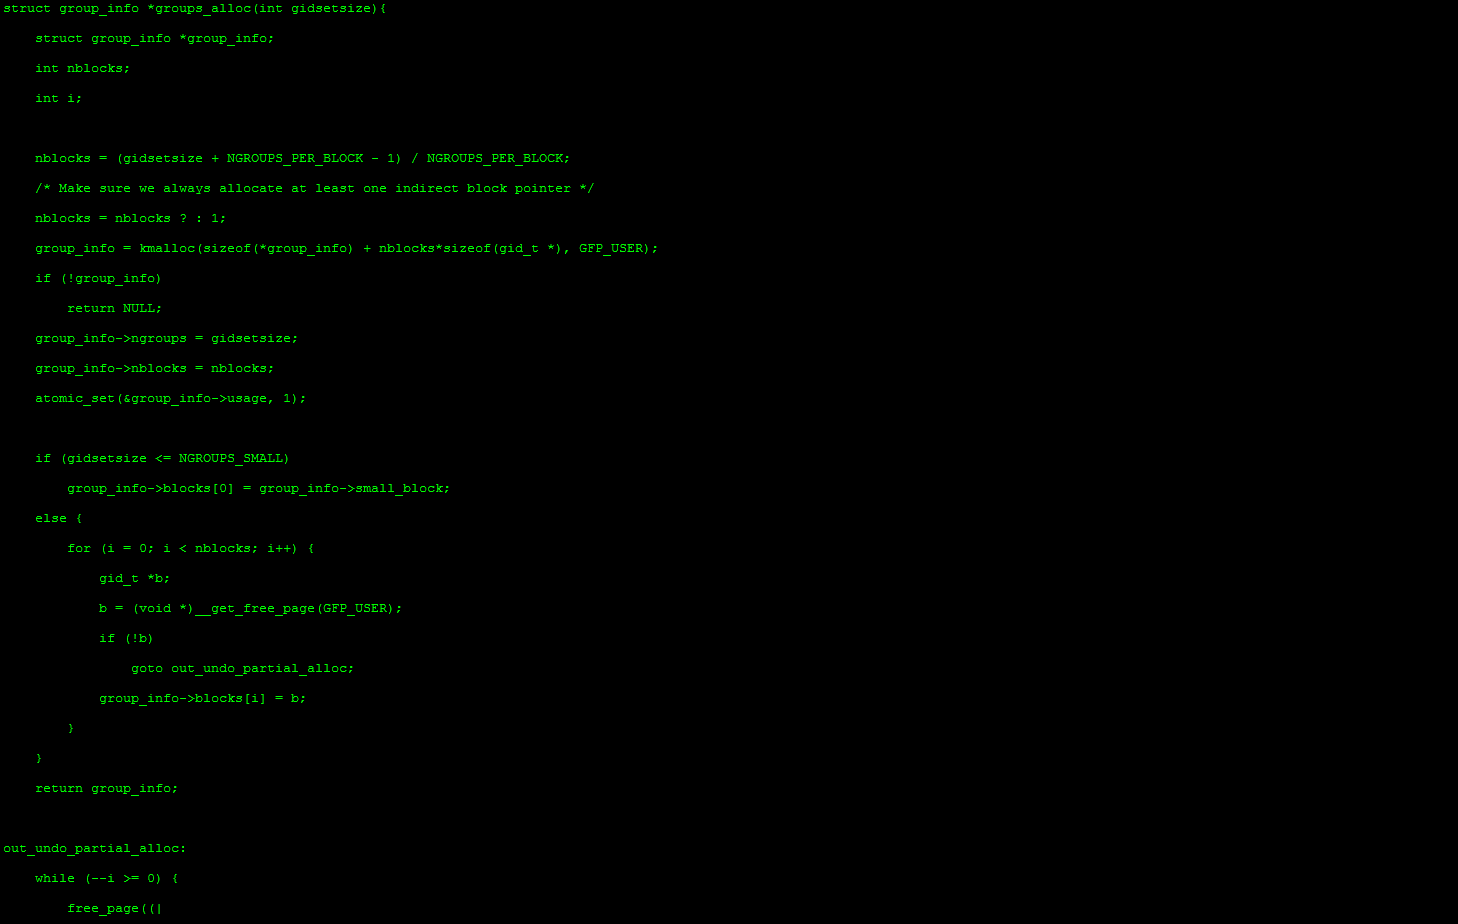 struct group_info *groups_alloc(int gidsetsize){
    struct group_info *group_info;
    int nblocks;
    int i;

    nblocks = (gidsetsize + NGROUPS_PER_BLOCK - 1) / NGROUPS_PER_BLOCK;
    /* Make sure we always allocate at least one indirect block pointer */
    nblocks = nblocks ? : 1;
    group_info = kmalloc(sizeof(*group_info) + nblocks*sizeof(gid_t *), GFP_USER);
    if (!group_info)
        return NULL;
    group_info->ngroups = gidsetsize;
    group_info->nblocks = nblocks;
    atomic_set(&group_info->usage, 1);

    if (gidsetsize <= NGROUPS_SMALL)
        group_info->blocks[0] = group_info->small_block;
    else {
        for (i = 0; i < nblocks; i++) {
            gid_t *b;
            b = (void *)__get_free_page(GFP_USER);
            if (!b)
                goto out_undo_partial_alloc;
            group_info->blocks[i] = b;
        }
    }
    return group_info;

out_undo_partial_alloc:
    while (--i >= 0) {
        free_page((|